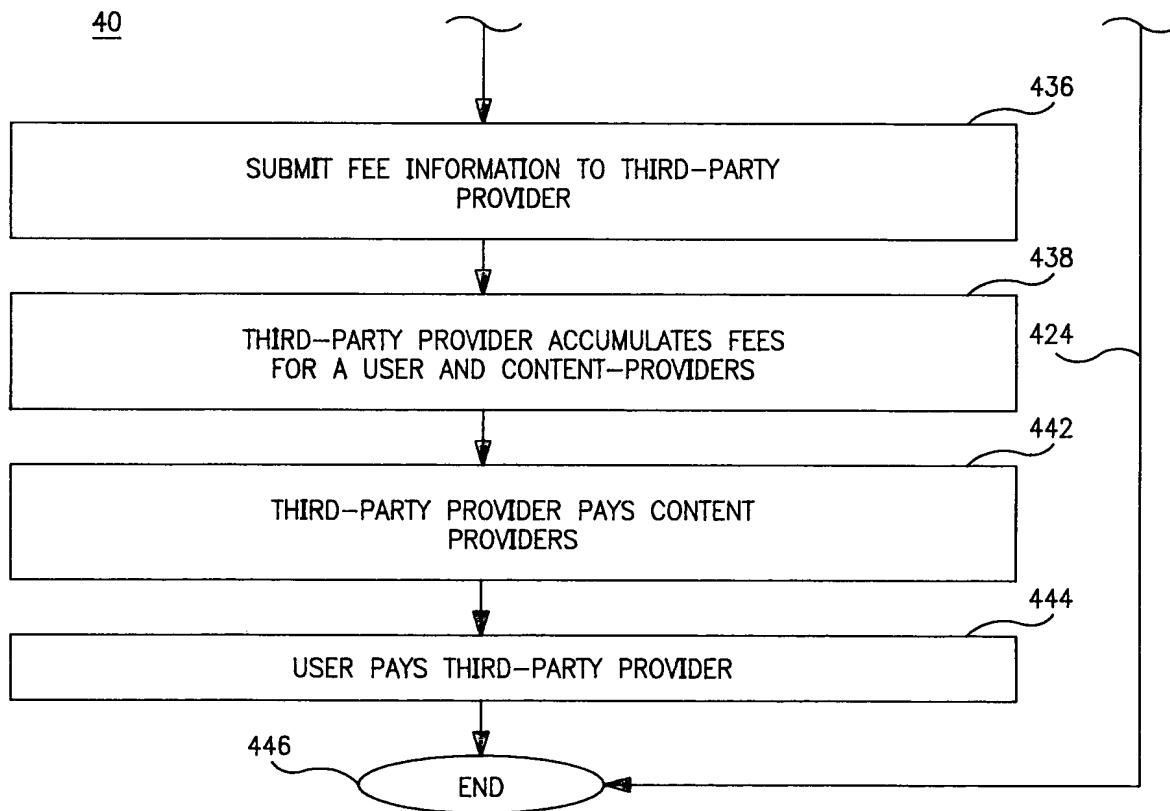 40
436
SUBMIT FEE INFORMATION TO THIRD-PARTY
PROVIDER
438
THIRD-PARTY PROVIDER ACCUMULATES FEES
FOR A USER AND CONTENT-PROVIDERS
424
442
THIRD-PARTY PROVIDER PAYS CONTENT
PROVIDERS
444
USER PAYS THIRD-PARTY PROVIDER
446
END